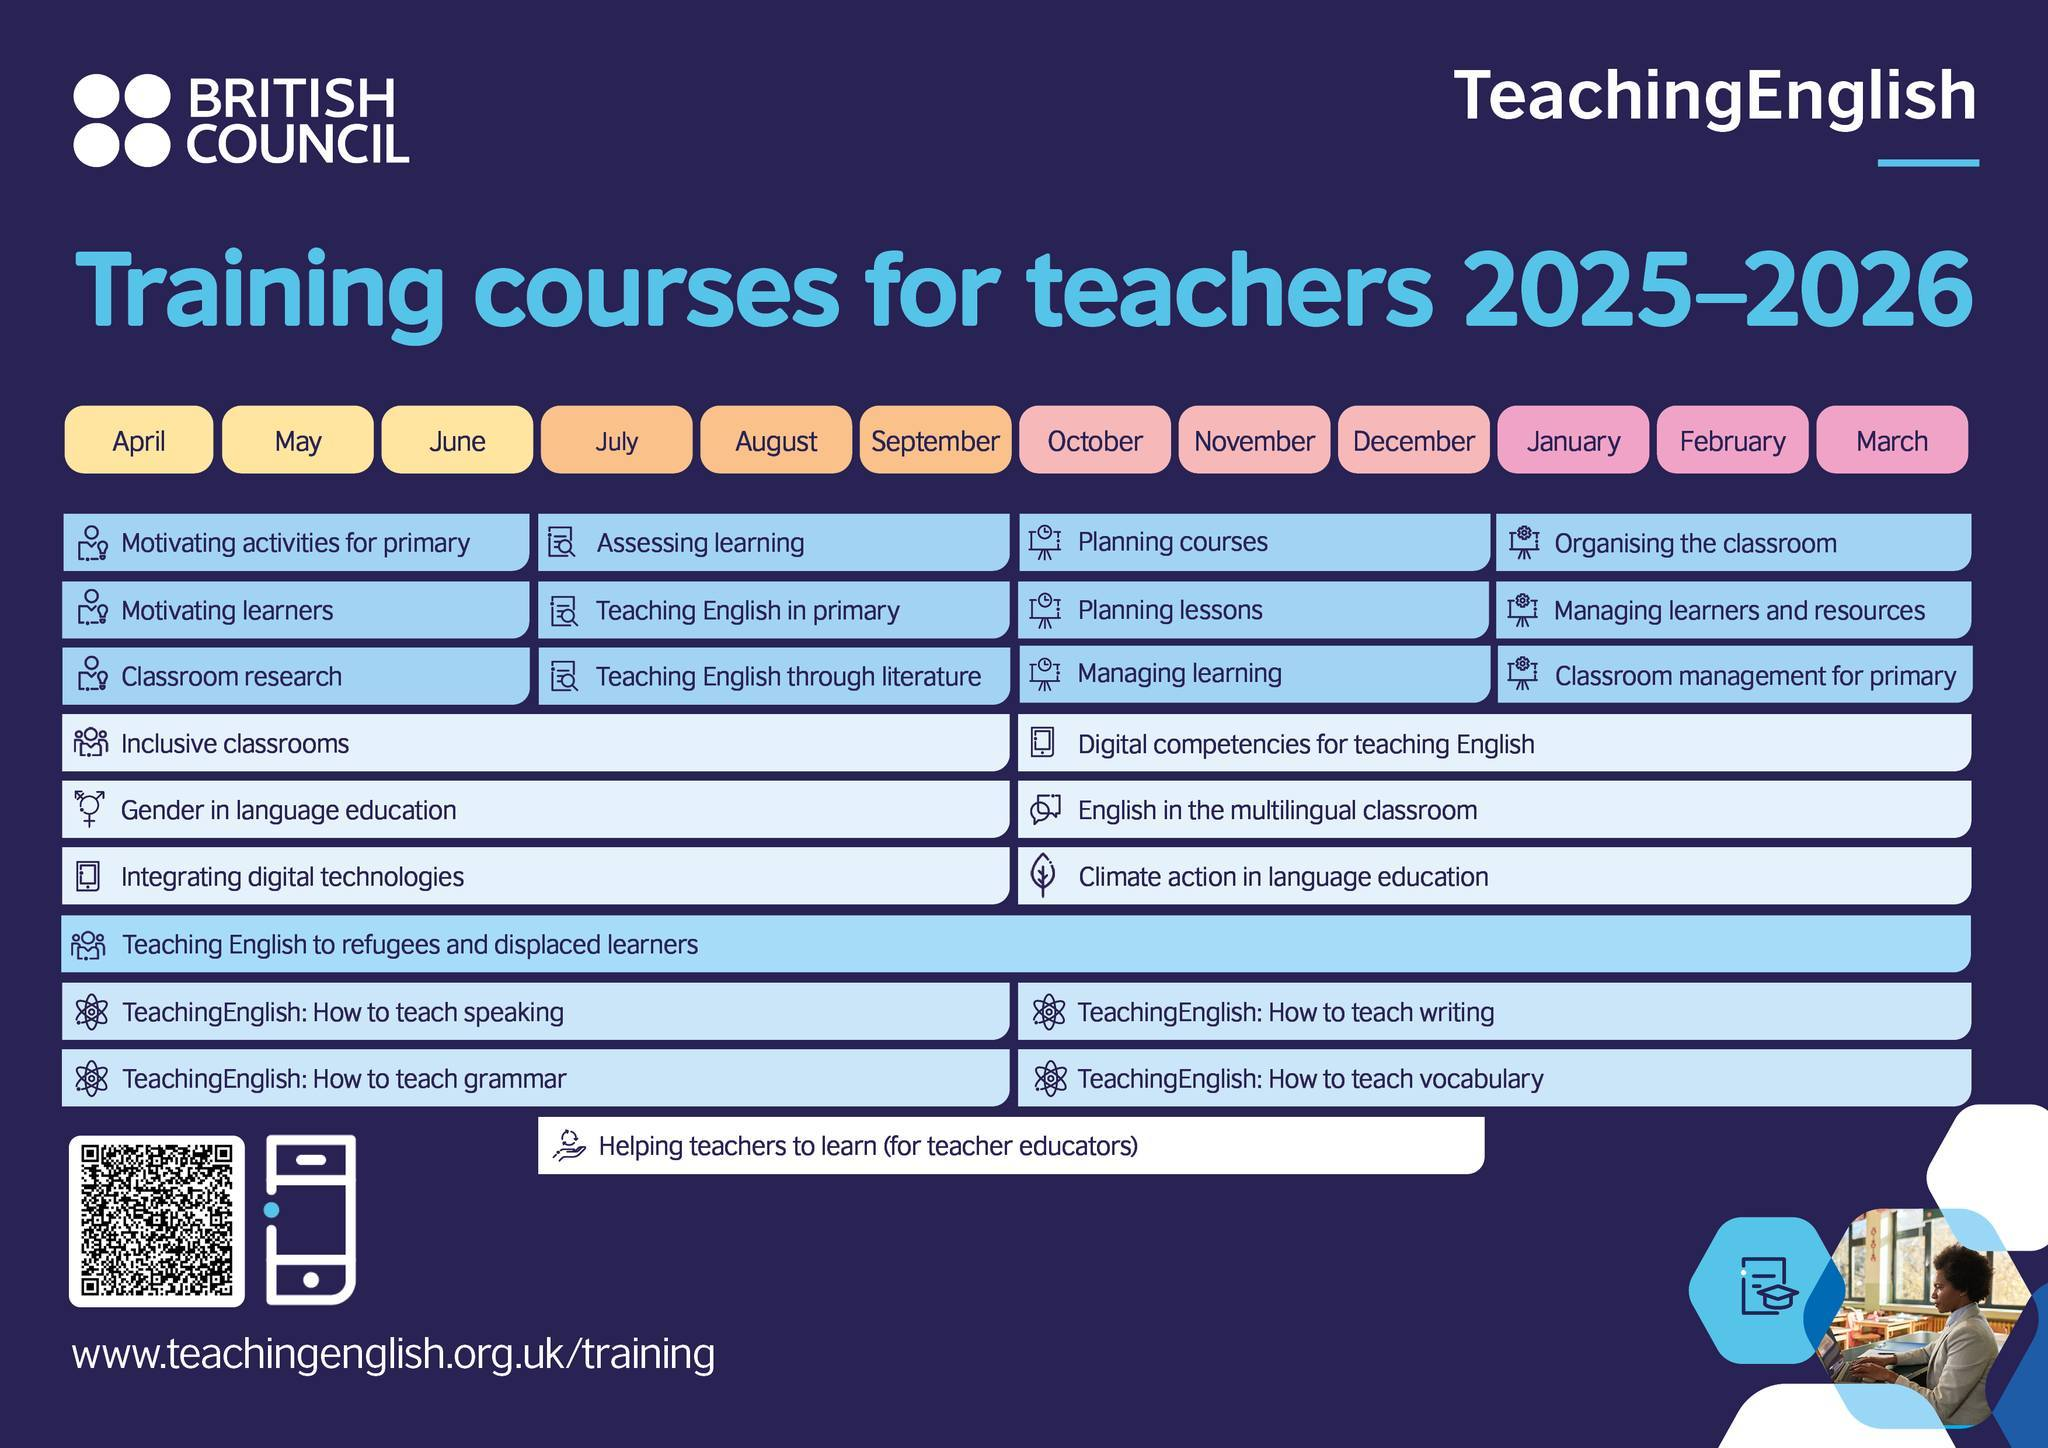 BRITISH
COUNCIL
TeachingEnglish
Training courses for teachers 2025–2026
April May June July August September October November December January February March
Motivating activities for primary Assessing learning Planning courses Organising the classroom
Motivating learners Teaching English in primary Planning lessons Managing learners and resources
Classroom research Teaching English through literature Managing learning Classroom management for primary
Inclusive classrooms Digital competencies for teaching English
Gender in language education English in the multilingual classroom
Integrating digital technologies Climate action in language education
Teaching English to refugees and displaced learners
TeachingEnglish: How to teach speaking TeachingEnglish: How to teach writing
TeachingEnglish: How to teach grammar TeachingEnglish: How to teach vocabulary
Helping teachers to learn (for teacher educators)
www.teachingenglish.org.uk/training